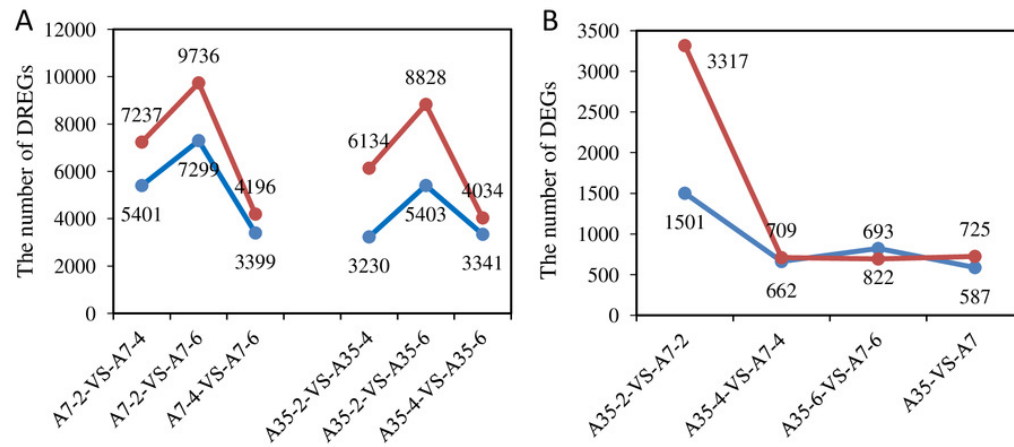 A
The number of DREGs
12000
10000
8000
6000
4000
2000
0
7237
9736
4196
5401
7299
3399
6134
8828
4034
3230
5403
3341
A7-2-VS-A7-4
A7-2-VS-A7-6
A7-4-VS-A7-6
A35-2-VS-A35-4
A35-2-VS-A35-6
A35-4-VS-A35-6
B
The number of DEGs
3500
3000
2500
2000
1500
1000
500
0
3317
1501
709
662
693
822
725
587
A35-2-VS-A7-2
A35-4-VS-A7-4
A35-6-VS-A7-6
A35-VS-A7